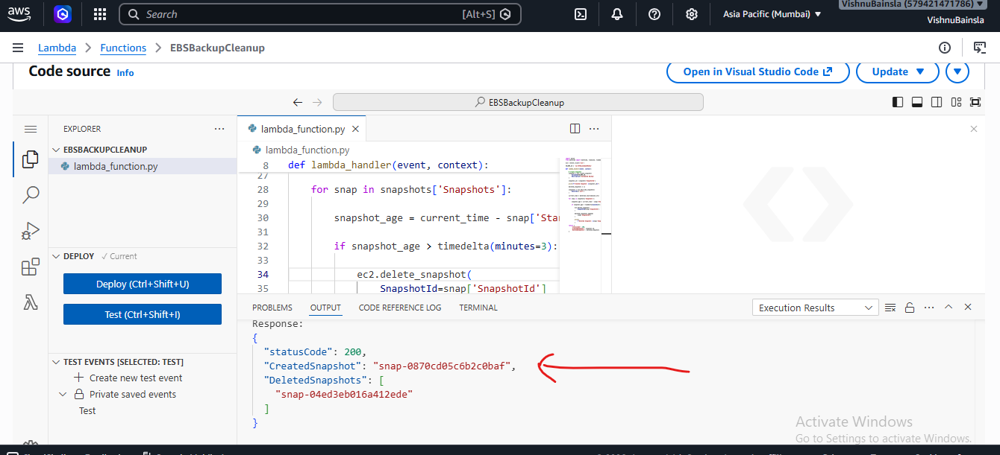 aws
Search [Alt+S]
Asia Pacific (Mumbai) ▼
VishnuBainsla (579421471786) ▼
VishnuBainsla
Lambda > Functions > EBSBackupCleanup
Code source Info
Open in Visual Studio Code
Update ▼
EBSBackupCleanup
EXPLORER ...
EBSBACKUPCLEANUP
lambda_function.py
DEPLOY ✓ Current
Deploy (Ctrl+Shift+U)
Test (Ctrl+Shift+I)
TEST EVENTS [SELECTED: TEST]
Create new test event
Private saved events
Test
lambda_function.py
lambda_function.py
8 def lambda_handler(event, context):
27
28 for snap in snapshots['Snapshots']:
29
30 snapshot_age = current_time - snap['Star
31
32 if snapshot_age > timedelta(minutes=3):
33
34 ec2.delete_snapshot(
35 SnapshotId=snap['SnapshotId']
PROBLEMS OUTPUT CODE REFERENCE LOG TERMINAL
Execution Results
Response:
{
"statusCode": 200,
"CreatedSnapshot": "snap-0870cd05c6b2c0baf",
"DeletedSnapshots": [
"snap-04ed3eb016a412ede"
]
}
Activate Windows
Go to Settings to activate Windows.